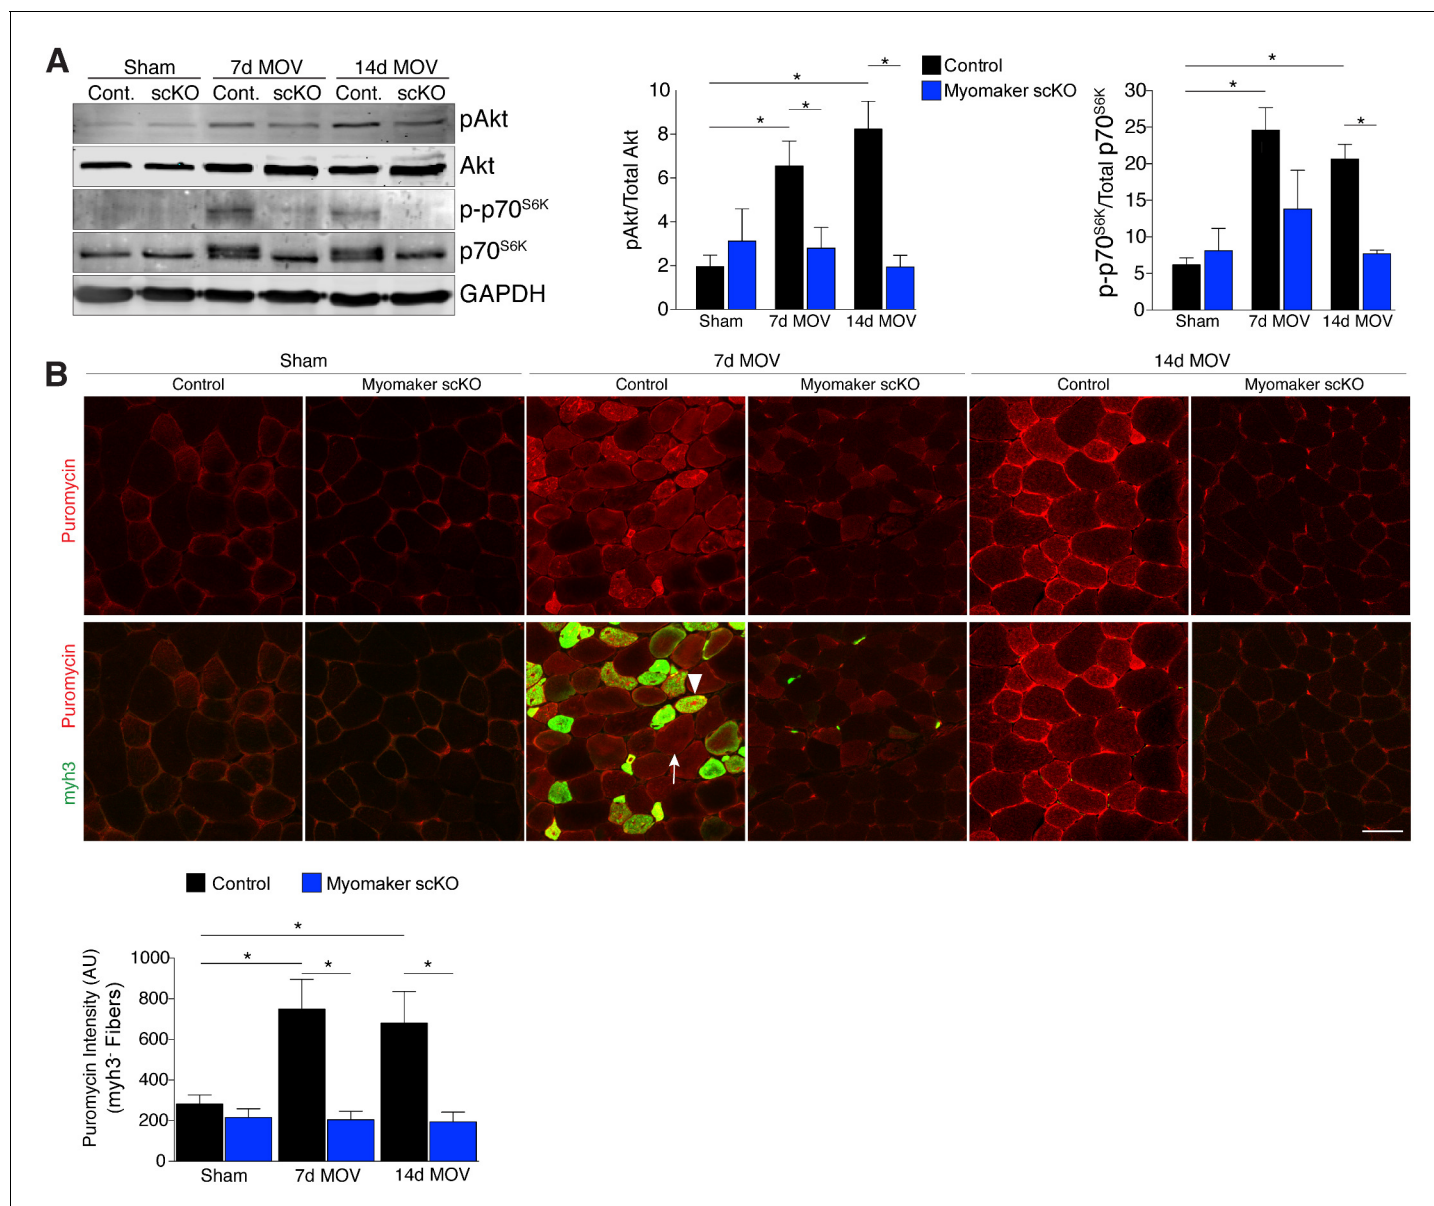 A
Sham 7d MOV 14d MOV
Cont. scKO Cont. scKO Cont. scKO
pAkt
Akt
p-p70S6K
p70S6K
GAPDH
pAkt/Total Akt
10
8
6
4
2
0
* * * *
Sham 7d MOV 14d MOV
Control
Myomaker scKO
p-p70S6K/Total p70S6K
30
25
20
15
10
5
0
* * *
Sham 7d MOV 14d MOV
B
Sham 7d MOV 14d MOV
Control Myomaker scKO Control Myomaker scKO Control Myomaker scKO
Puromycin
Puromycin
myh3
Control Myomaker scKO
Puromycin Intensity (AU)
(myh3- Fibers)
1000
800
600
400
200
0
* * * *
Sham 7d MOV 14d MOV